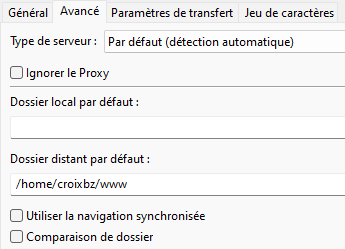 Général Avancé Paramètres de transfert Jeu de caractères
Type de serveur : Par défaut (détection automatique)
Ignorer le Proxy
Dossier local par défaut :
Dossier distant par défaut :
/home/croixbz/www
Utiliser la navigation synchronisée
Comparaison de dossier